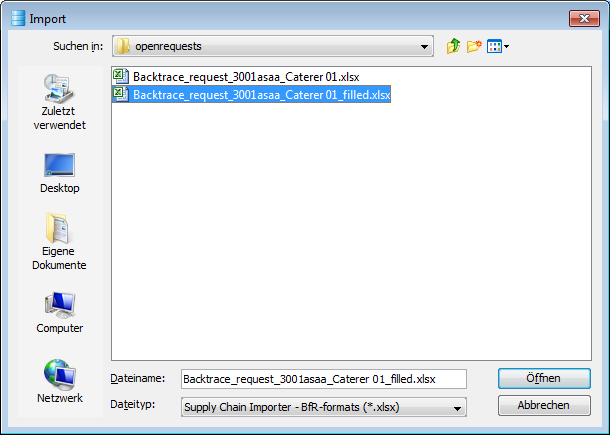 Import
Suchen in: openrequests
Backtrace_request_3001asaa_Caterer 01.xlsx
Backtrace_request_3001asaa_Caterer 01_filled.xlsx
Zuletzt
verwendet
Desktop
Eigene
Dokumente
Computer
Netzwerk
Dateiname: Backtrace_request_3001asaa_Caterer 01_filled.xlsx
Öffnen
Dateityp: Supply Chain Importer - BfR-formats (*.xlsx)
Abbrechen